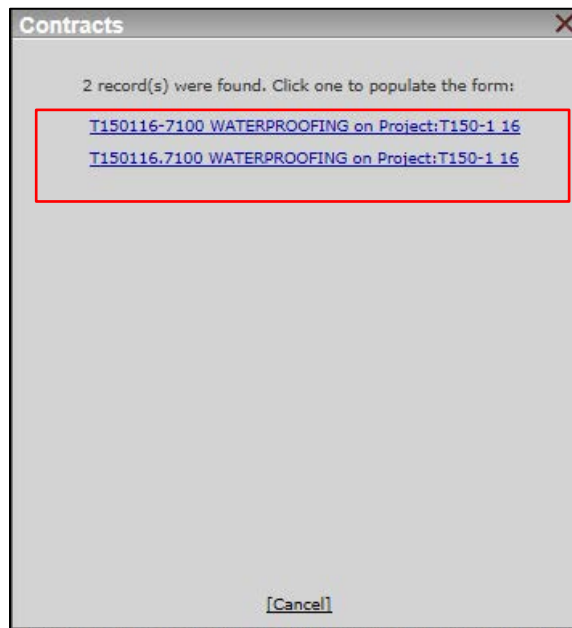 Contracts
2 record(s) were found. Click one to populate the form:
T150116-7100 WATERPROOFING on Project:T150-1 16
T150116.7100 WATERPROOFING on Project:T150-1 16
[Cancel]